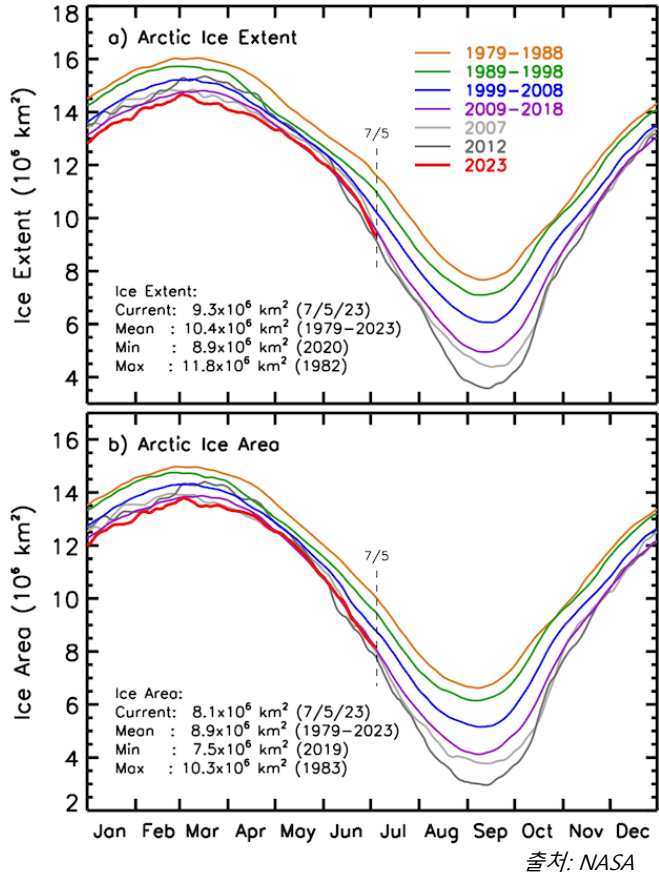 a) Arctic Ice Extent
Ice Extent (10⁶ km²)
18
16
14
12
10
8
6
4
1979-1988
1989-1998
1999-2008
2009-2018
2007
2012
2023
7/5
Ice Extent:
Current: 9.3x10⁶ km² (7/5/23)
Mean : 10.4x10⁶ km² (1979-2023)
Min : 8.9x10⁶ km² (2020)
Max : 11.8x10⁶ km² (1982)
b) Arctic Ice Area
Ice Area (10⁶ km²)
16
14
12
10
8
6
4
2
7/5
Ice Area:
Current: 8.1x10⁶ km² (7/5/23)
Mean : 8.9x10⁶ km² (1979-2023)
Min : 7.5x10⁶ km² (2019)
Max : 10.3x10⁶ km² (1983)
Jan Feb Mar Apr May Jun Jul Aug Sep Oct Nov Dec
출처: NASA